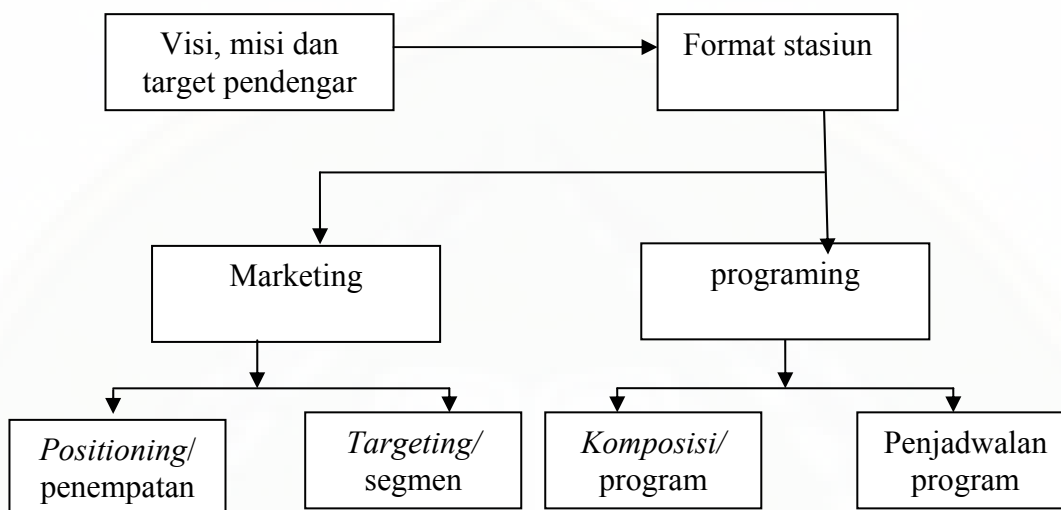 Visi, misi dan
target pendengar
Format stasiun
Marketing
programing
Positioning/
penempatan
Targeting/
segmen
Komposisi/
program
Penjadwalan
program